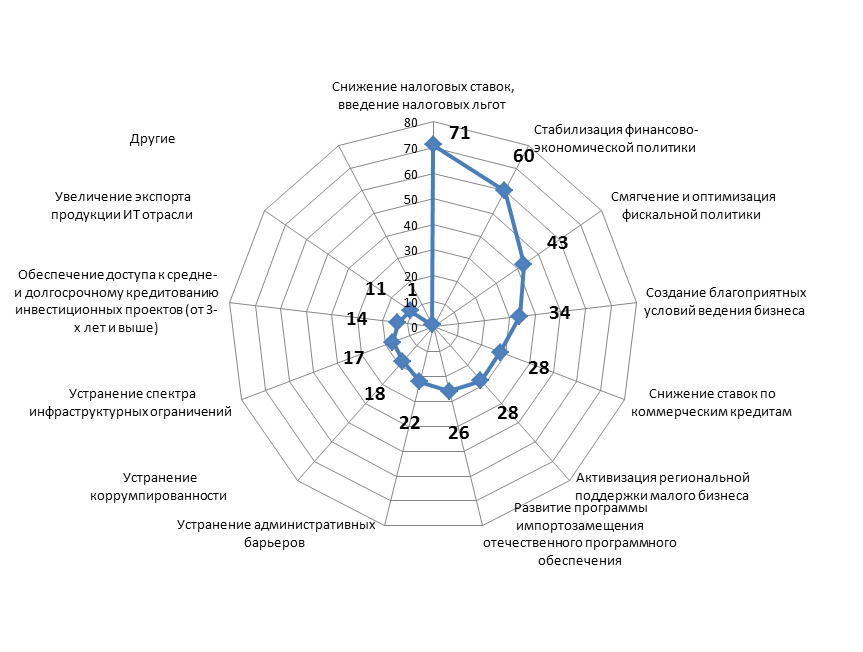 Снижение налоговых ставок,
введение налоговых льгот
Стабилизация финансово-
экономической политики
Смягчение и оптимизация
фискальной политики
Создание благоприятных
условий ведения бизнеса
Снижение ставок по
коммерческим кредитам
Активизация региональной
поддержки малого бизнеса
Развитие программы
импортозамещения
отечественного программного
обеспечения
Устранение административных
барьеров
Устранение
коррумпированности
Устранение спектра
инфраструктурных ограничений
Обеспечение доступа к средне-
и долгосрочному кредитованию
инвестиционных проектов (от 3-
х лет и выше)
Увеличение экспорта
продукции ИТ отрасли
Другие
80
70
60
50
40
30
20
10
0
71
60
43
34
28
28
26
22
18
17
14
11
1